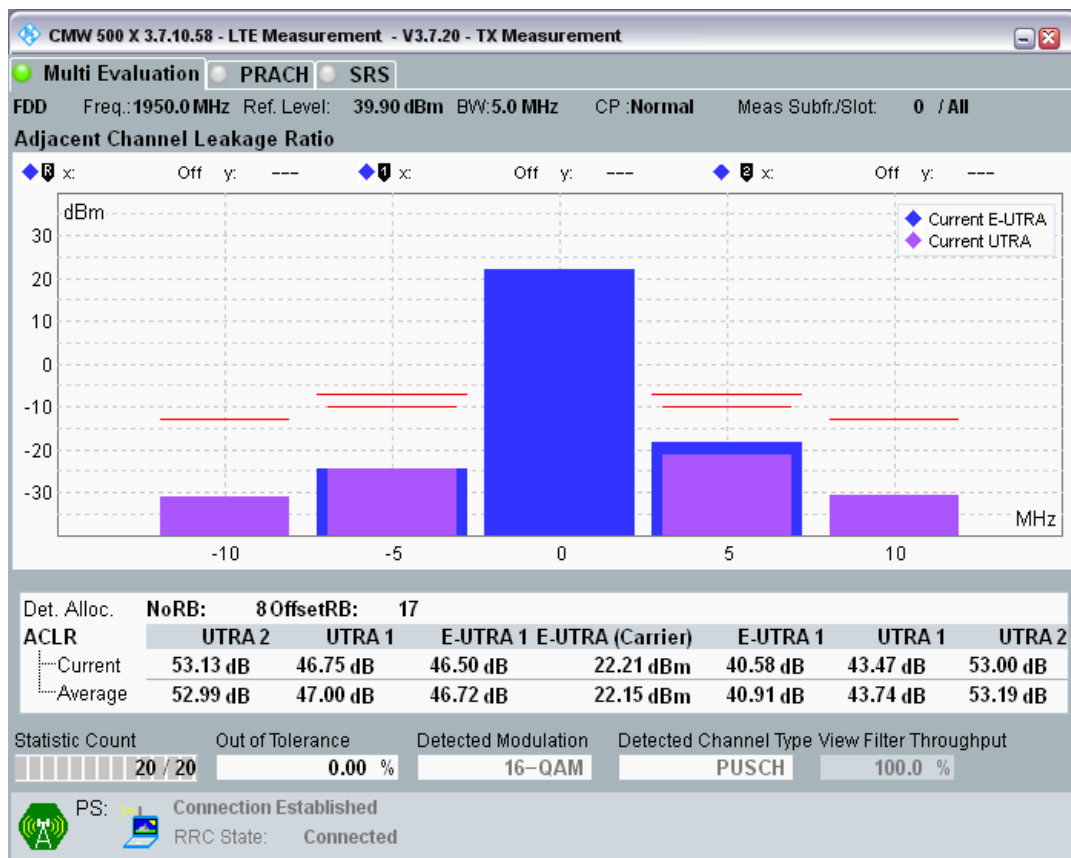 CMW 500 X 3.7.10.58 - LTE Measurement - V3.7.20 - TX Measurement
Multi Evaluation PRACH SRS
FDD Freq.: 1950.0 MHz Ref. Level: 39.90 dBm BW: 5.0 MHz CP : Normal Meas Subfr./Slot: 0 / All
Adjacent Channel Leakage Ratio
R x: Off y: --- 1 x: Off y: --- 2 x: Off y: ---
dBm
Current E-UTRA
Current UTRA
30
20
10
0
-10
-20
-30
MHz
-10 -5 0 5 10
Det. Alloc. NoRB: 8 OffsetRB: 17
ACLR UTRA 2 UTRA 1 E-UTRA 1 E-UTRA (Carrier) E-UTRA 1 UTRA 1 UTRA 2
Current 53.13 dB 46.75 dB 46.50 dB 22.21 dBm 40.58 dB 43.47 dB 53.00 dB
Average 52.99 dB 47.00 dB 46.72 dB 22.15 dBm 40.91 dB 43.74 dB 53.19 dB
Statistic Count Out of Tolerance Detected Modulation Detected Channel Type View Filter Throughput
20 / 20 0.00 % 16-QAM PUSCH 100.0 %
PS: Connection Established
RRC State: Connected